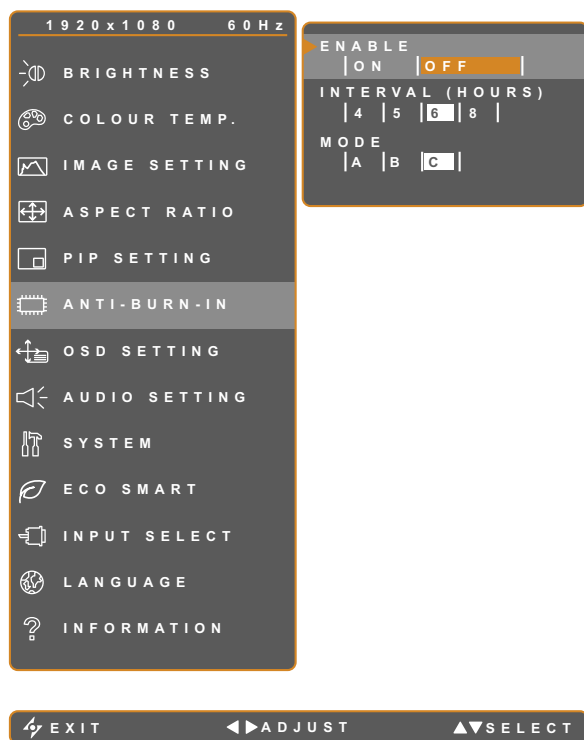 1920x1080 60Hz
BRIGHTNESS
COLOUR TEMP.
IMAGE SETTING
ASPECT RATIO
PIP SETTING
ANTI-BURN-IN
OSD SETTING
AUDIO SETTING
SYSTEM
ECO SMART
INPUT SELECT
LANGUAGE
INFORMATION
ENABLE
ON OFF
INTERVAL (HOURS)
4 5 6 8
MODE
A B C
EXIT ADJUST SELECT